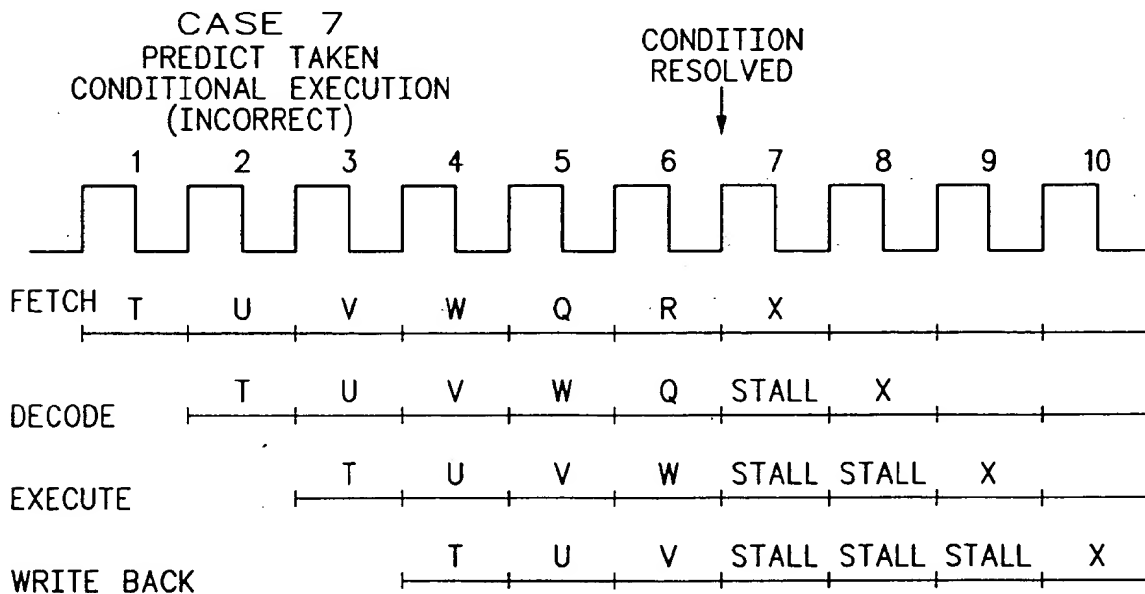 CASE 7
PREDICT TAKEN
CONDITIONAL EXECUTION
(INCORRECT)
CONDITION
RESOLVED
1 2 3 4 5 6 7 8 9 10
FETCH T U V W Q R X
DECODE T U V W Q STALL X
EXECUTE T U V W STALL STALL X
WRITE BACK T U V STALL STALL STALL X